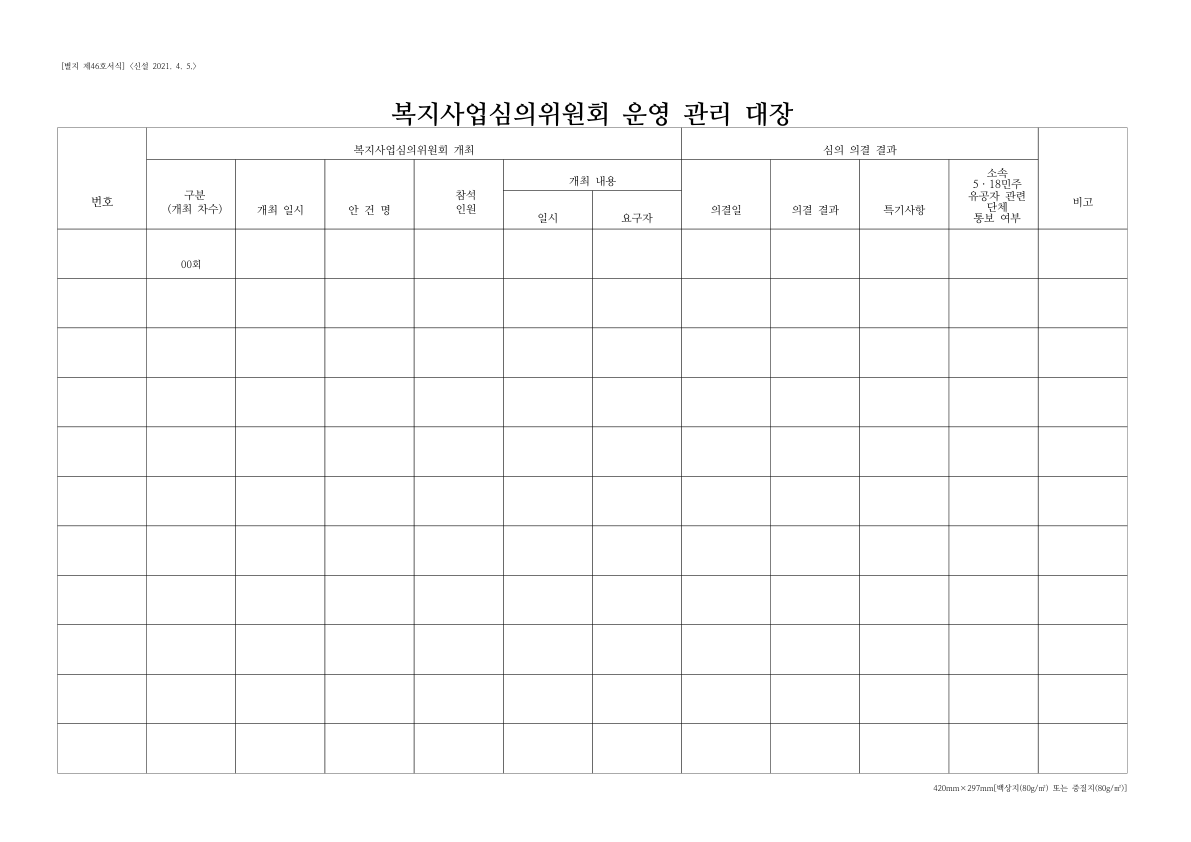 [별지 제46호서식] 〈신설 2021. 4. 5.〉
복지사업심의위원회 운영 관리 대장
번호
복지사업심의위원회 개최
심의 의결 결과
비고
구분
(개최 차수)
개최 일시
안 건 명
참석
인원
개최 내용
일시
요구자
의결일
의결 결과
특기사항
소속
5ㆍ18민주
유공자 관련
단체
통보 여부
00회
420mm×297mm[백상지(80g/㎡) 또는 중질지(80g/㎡)]